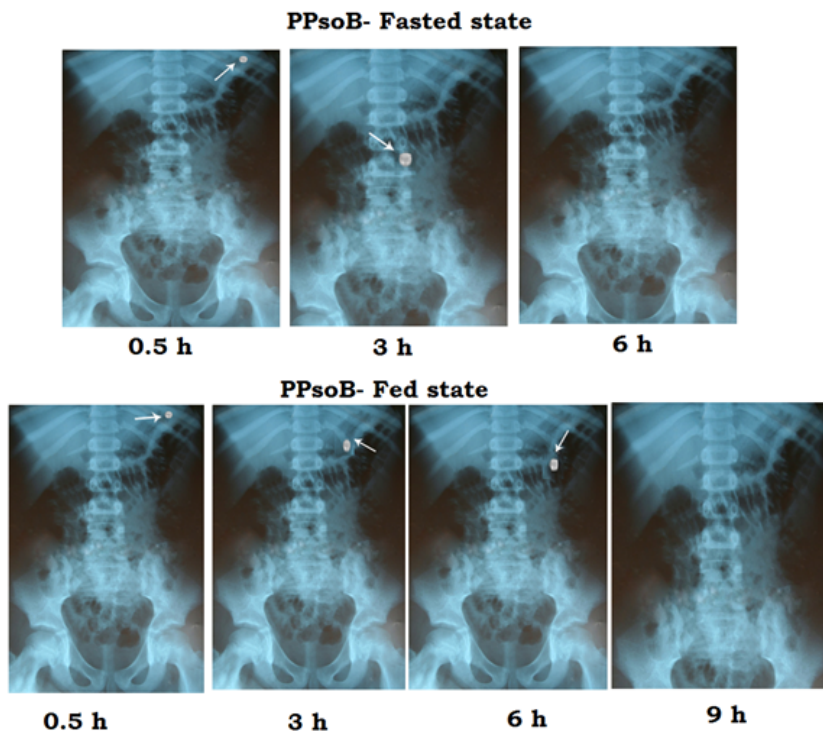 PPsoB- Fasted state
0.5 h
3 h
6 h
PPsoB- Fed state
0.5 h
3 h
6 h
9 h